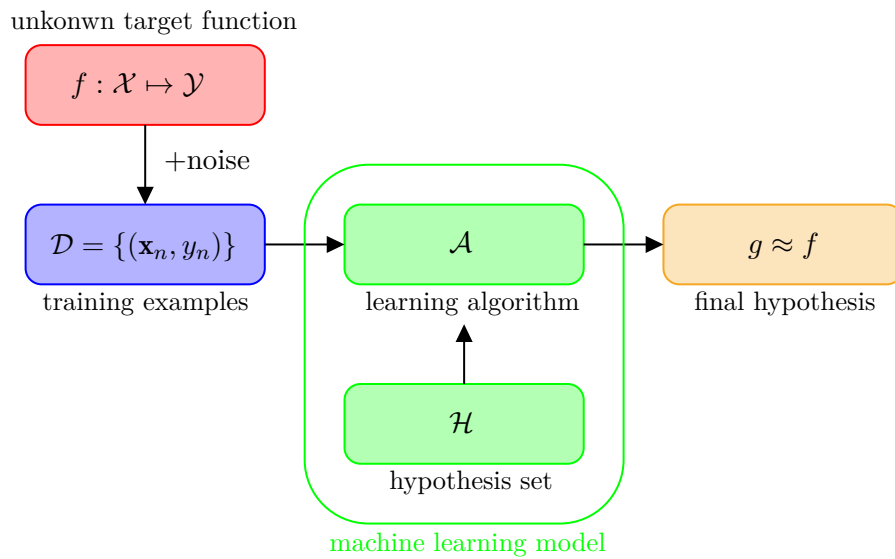 unkonwn target function
f : 𝒳 ↦ 𝒴
+noise
𝒟 = {(𝐱ₙ, yₙ)}
training examples
𝒜
learning algorithm
g ≈ f
final hypothesis
ℋ
hypothesis set
machine learning model